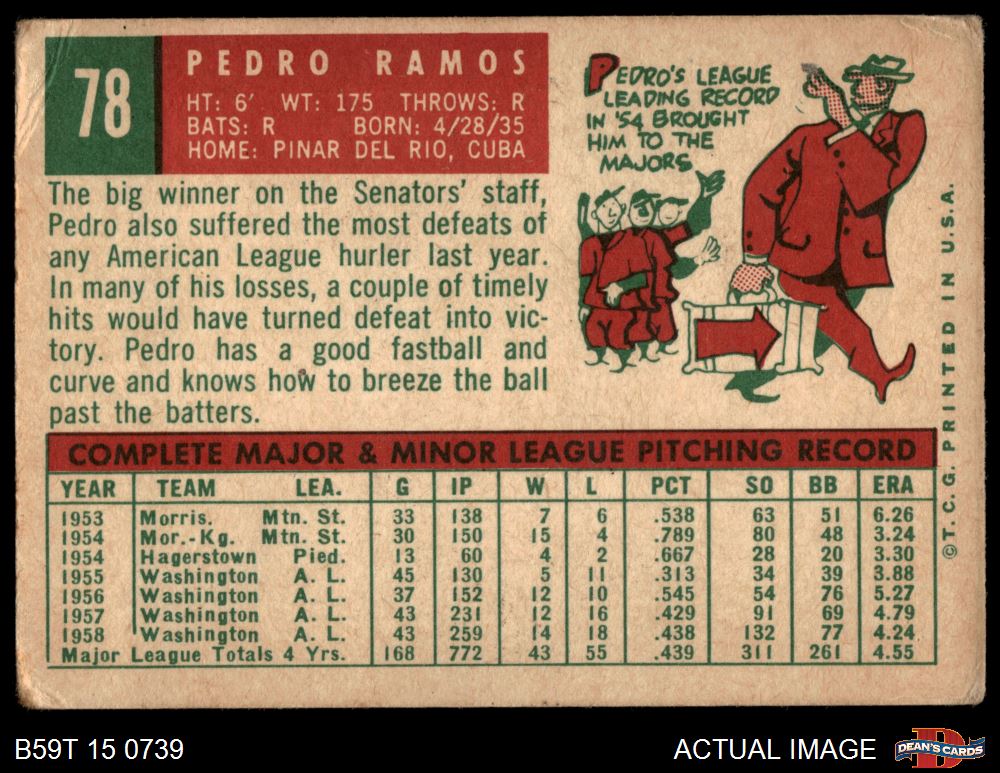 78
PEDRO RAMOS
HT: 6' WT: 175 THROWS: R
BATS: R BORN: 4/28/35
HOME: PINAR DEL RIO, CUBA
PEDRO'S LEAGUE
LEADING RECORD
IN '54 BROUGHT
HIM TO THE
MAJORS
The big winner on the Senators' staff,
Pedro also suffered the most defeats of
any American League hurler last year.
In many of his losses, a couple of timely
hits would have turned defeat into vic-
tory. Pedro has a good fastball and
curve and knows how to breeze the ball
past the batters.
COMPLETE MAJOR & MINOR LEAGUE PITCHING RECORD
YEAR TEAM LEA. G IP W L PCT SO BB ERA
1953 Morris. Mtn. St. 33 138 7 6 .538 63 51 6.26
1954 Mor.-Kg. Mtn. St. 30 150 15 4 .789 80 48 3.24
1954 Hagerstown Pied. 13 60 4 2 .667 28 20 3.30
1955 Washington A. L. 45 130 5 11 .313 34 39 3.88
1956 Washington A. L. 37 152 12 10 .545 54 76 5.27
1957 Washington A. L. 43 231 12 16 .429 91 69 4.79
1958 Washington A. L. 43 259 14 18 .438 132 77 4.24
Major League Totals 4 Yrs. 168 772 43 55 .439 311 261 4.55
©T. C. G. PRINTED IN U.S.A.
B59T 15 0739
ACTUAL IMAGE
D
DEAN'S CARDS